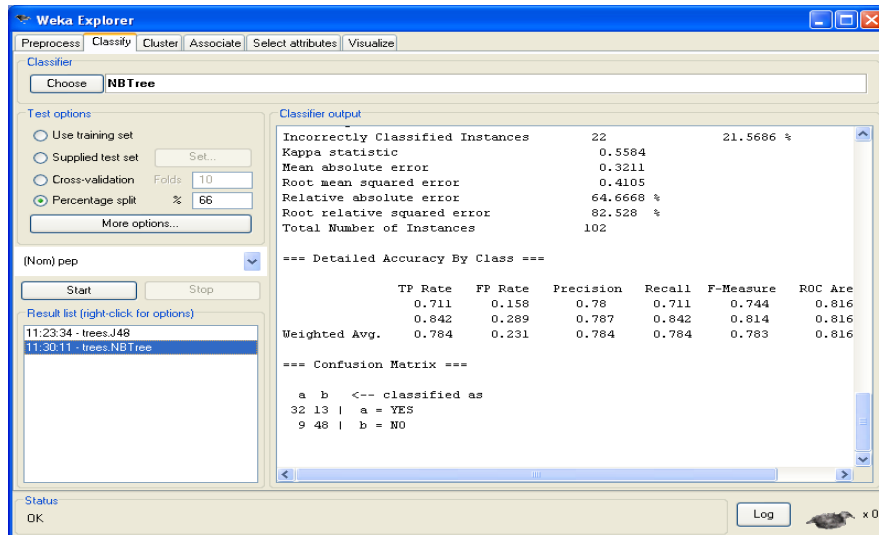 Weka Explorer
Preprocess Classify Cluster Associate Select attributes Visualize
Classifier
Choose NBTree
Test options
Use training set
Supplied test set Set...
Cross-validation Folds 10
Percentage split % 66
More options...
(Nom) pep
Start Stop
Result list (right-click for options)
11:23:34 - trees.J48
11:30:11 - trees.NBTree
Classifier output
Incorrectly Classified Instances 22 21.5686 %
Kappa statistic 0.5584
Mean absolute error 0.3211
Root mean squared error 0.4105
Relative absolute error 64.6668 %
Root relative squared error 82.528 %
Total Number of Instances 102
=== Detailed Accuracy By Class ===
TP Rate FP Rate Precision Recall F-Measure ROC Are
0.711 0.158 0.78 0.711 0.744 0.816
0.842 0.289 0.787 0.842 0.814 0.816
Weighted Avg. 0.784 0.231 0.784 0.784 0.783 0.816
=== Confusion Matrix ===
a b <-- classified as
32 13 | a = YES
9 48 | b = NO
Status
OK
Log
x 0